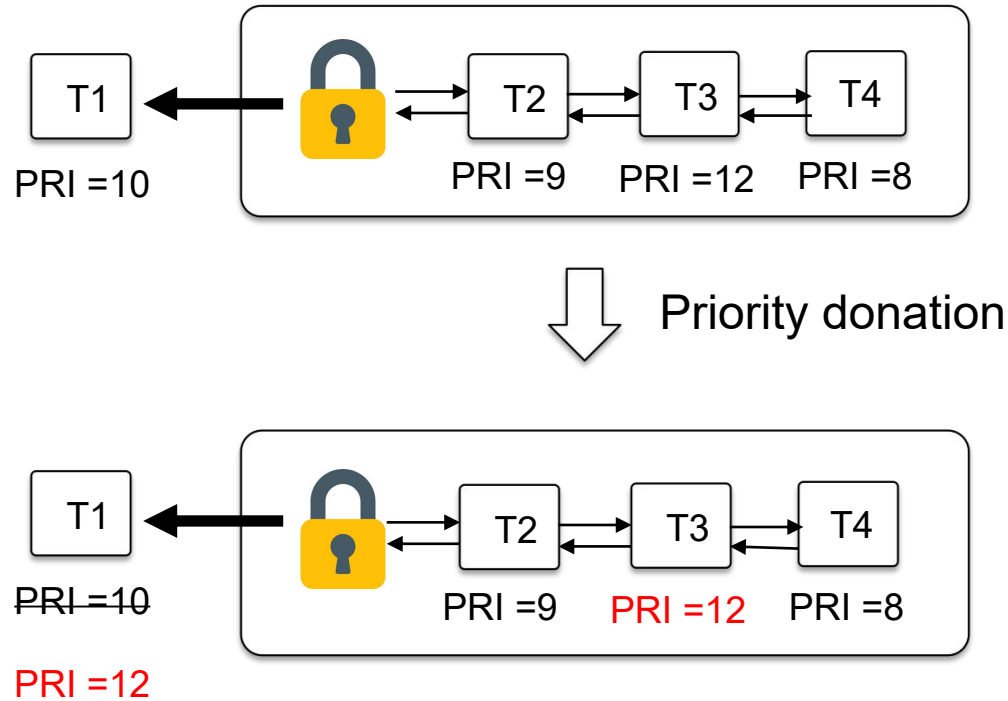 T1
T2
T3
T4
PRI =10
PRI =9
PRI =12
PRI =8
Priority donation
T1
T2
T3
T4
PRI =10
PRI =9
PRI =12
PRI =8
PRI =12